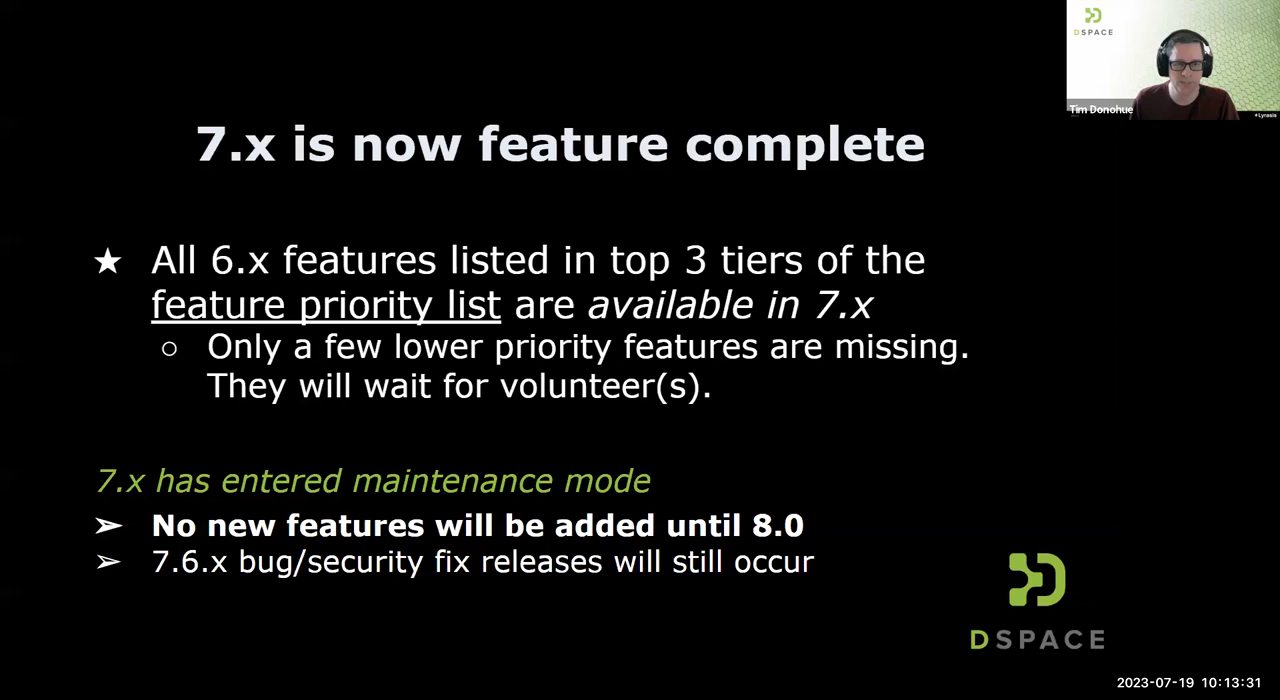 DSPACE
Tim Donohue
Lyrasis
7.x is now feature complete
★ All 6.x features listed in top 3 tiers of the
feature priority list are available in 7.x
○ Only a few lower priority features are missing.
They will wait for volunteer(s).
7.x has entered maintenance mode
➢ No new features will be added until 8.0
➢ 7.6.x bug/security fix releases will still occur
DSPACE
2023-07-19 10:13:31